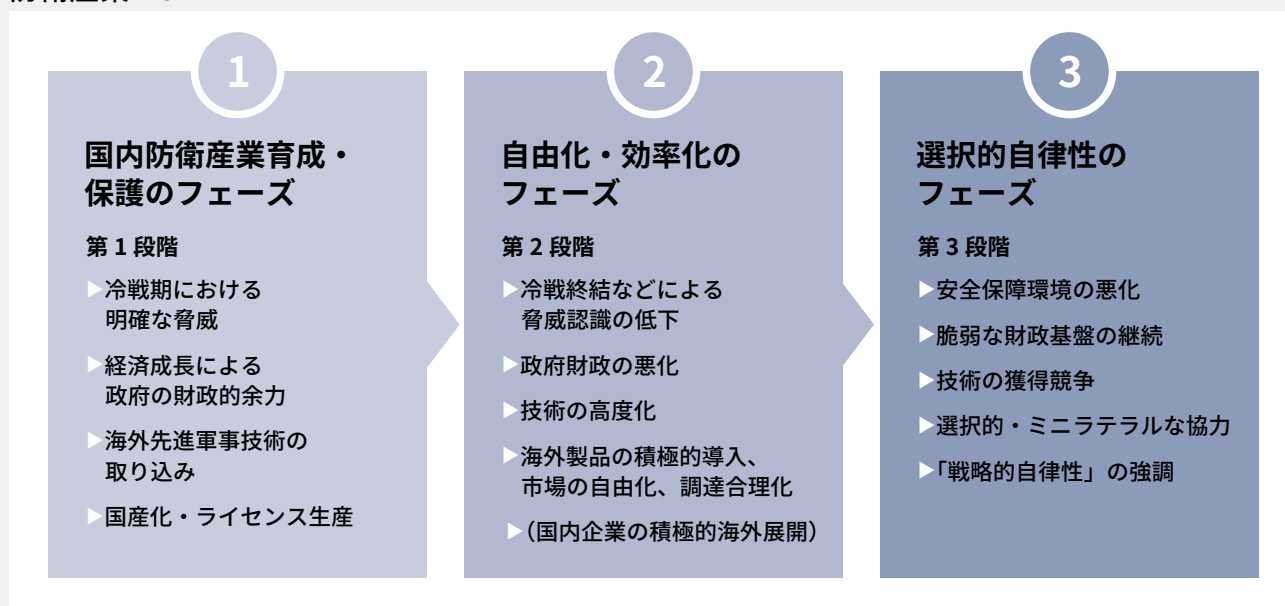 1
国内防衛産業育成・
保護のフェーズ
第 1 段階
▶冷戦期における
明確な脅威
▶経済成長による
政府の財政的余力
▶海外先進軍事技術の
取り込み
▶国産化・ライセンス生産
2
自由化・効率化の
フェーズ
第 2 段階
▶冷戦終結などによる
脅威認識の低下
▶政府財政の悪化
▶技術の高度化
▶海外製品の積極的導入、
市場の自由化、調達合理化
▶（国内企業の積極的海外展開）
3
選択的自律性の
フェーズ
第 3 段階
▶安全保障環境の悪化
▶脆弱な財政基盤の継続
▶技術の獲得競争
▶選択的・ミニラテラルな協力
▶「戦略的自律性」の強調